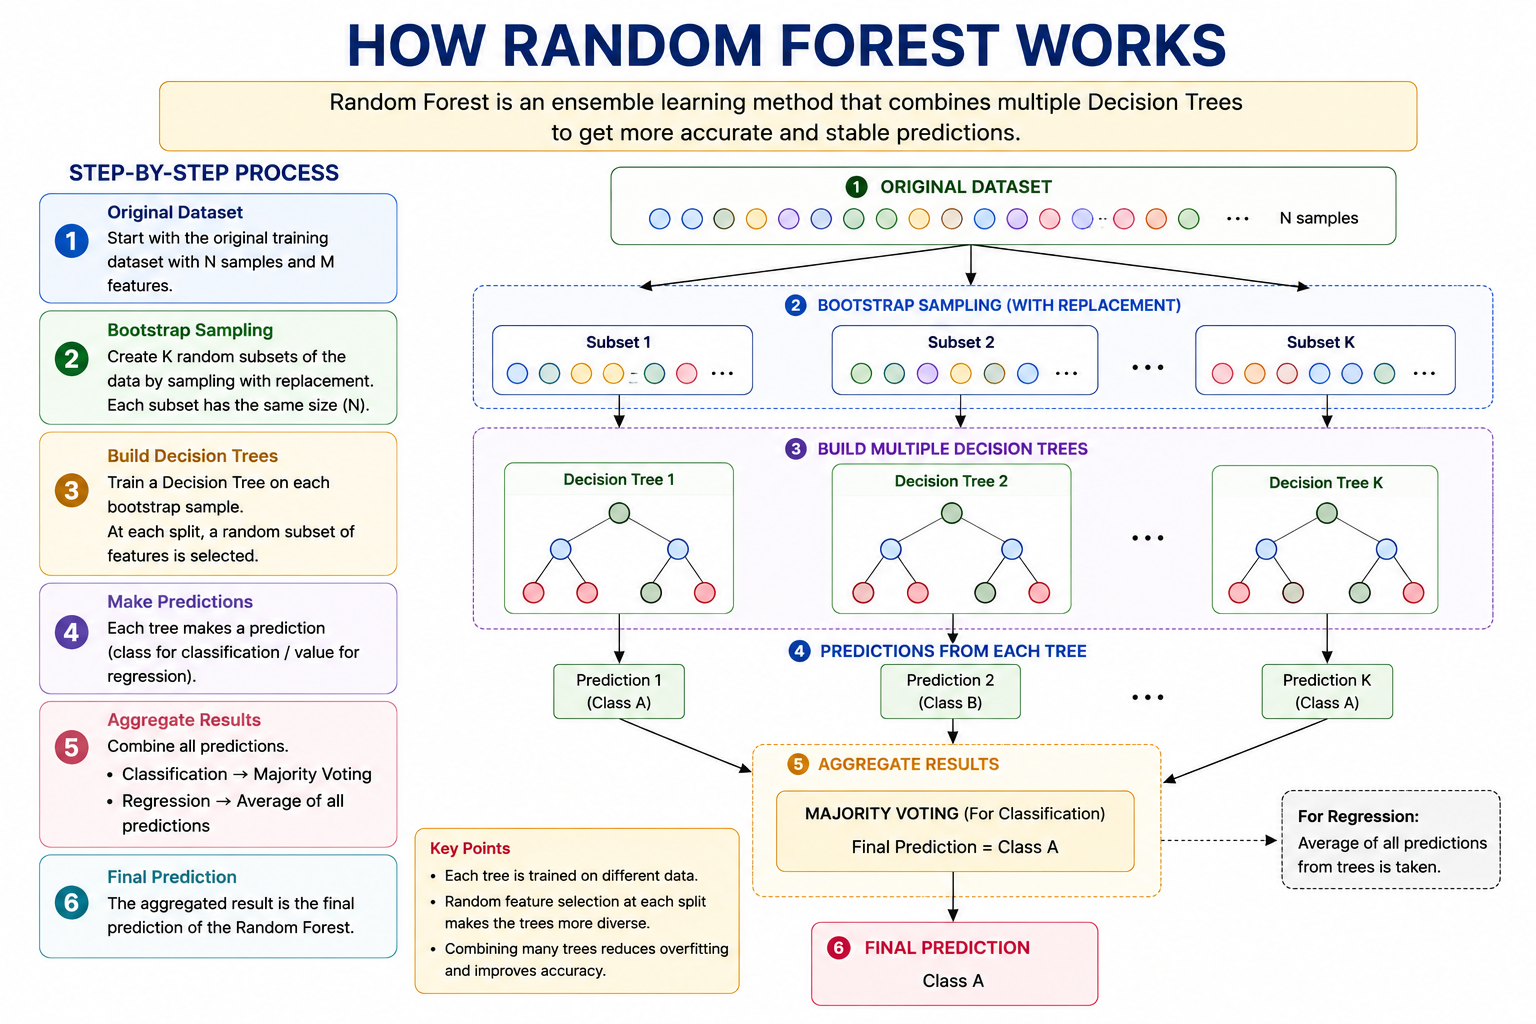 HOW RANDOM FOREST WORKS
Random Forest is an ensemble learning method that combines multiple Decision Trees
to get more accurate and stable predictions.
STEP-BY-STEP PROCESS
1
Original Dataset
Start with the original training
dataset with N samples and M
features.
2
Bootstrap Sampling
Create K random subsets of the
data by sampling with replacement.
Each subset has the same size (N).
3
Build Decision Trees
Train a Decision Tree on each
bootstrap sample.
At each split, a random subset of
features is selected.
4
Make Predictions
Each tree makes a prediction
(class for classification / value for
regression).
5
Aggregate Results
Combine all predictions.
• Classification → Majority Voting
• Regression → Average of all
predictions
6
Final Prediction
The aggregated result is the final
prediction of the Random Forest.
1 ORIGINAL DATASET
... N samples
2 BOOTSTRAP SAMPLING (WITH REPLACEMENT)
Subset 1
...
Subset 2
...
...
Subset K
...
3 BUILD MULTIPLE DECISION TREES
Decision Tree 1
Decision Tree 2
...
Decision Tree K
4 PREDICTIONS FROM EACH TREE
Prediction 1
(Class A)
Prediction 2
(Class B)
...
Prediction K
(Class A)
5 AGGREGATE RESULTS
MAJORITY VOTING (For Classification)
Final Prediction = Class A
For Regression:
Average of all predictions
from trees is taken.
Key Points
• Each tree is trained on different data.
• Random feature selection at each split
makes the trees more diverse.
• Combining many trees reduces overfitting
and improves accuracy.
6 FINAL PREDICTION
Class A